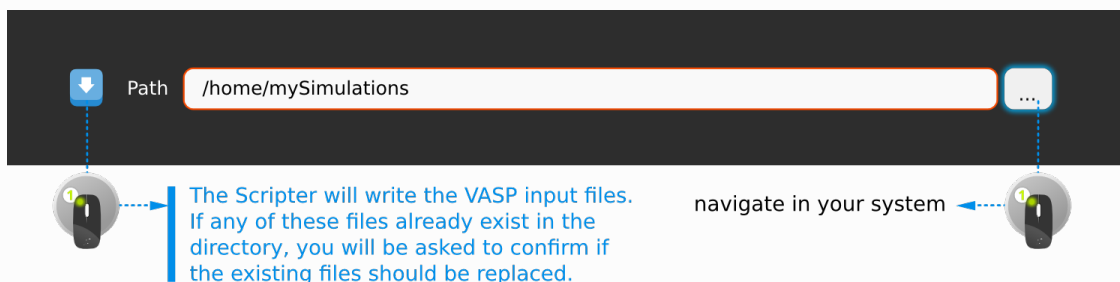 Path /home/mySimulations ...
1 The Scripter will write the VASP input files.
If any of these files already exist in the
directory, you will be asked to confirm if
the existing files should be replaced.
navigate in your system 1